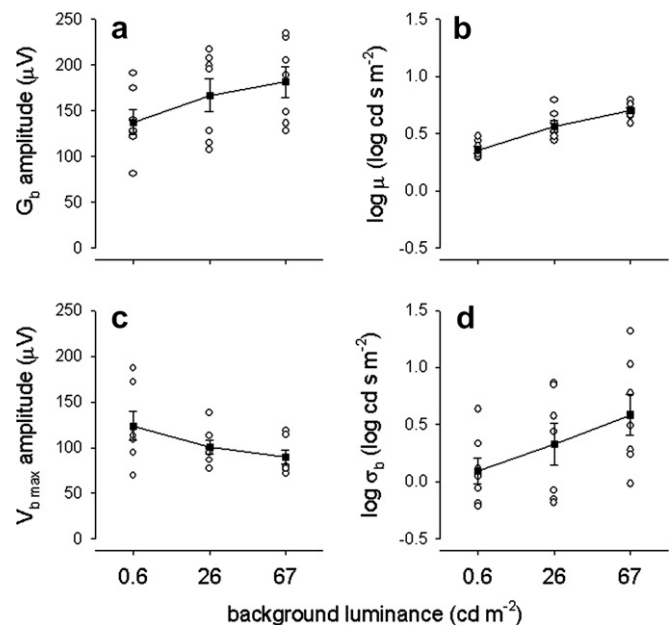 a
G_b amplitude (μV)
250
200
150
100
50
0
b
log μ (log cd s m⁻²)
1.5
1.0
0.5
0.0
-0.5
c
V_b max amplitude (μV)
250
200
150
100
50
0
0.6 26 67
d
log σ_b (log cd s m⁻²)
1.5
1.0
0.5
0.0
-0.5
0.6 26 67
background luminance (cd m⁻²)